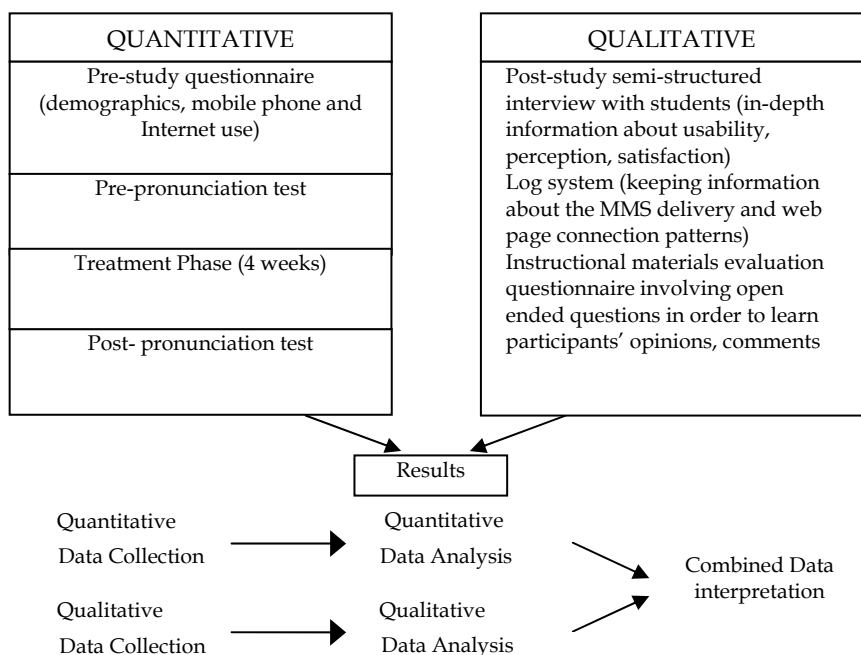 QUANTITATIVE
Pre-study questionnaire
(demographics, mobile phone and
Internet use)
Pre-pronunciation test
Treatment Phase (4 weeks)
Post- pronunciation test
QUALITATIVE
Post-study semi-structured
interview with students (in-depth
information about usability,
perception, satisfaction)
Log system (keeping information
about the MMS delivery and web
page connection patterns)
Instructional materials evaluation
questionnaire involving open
ended questions in order to learn
participants’ opinions, comments
Results
Quantitative
Data Collection
Quantitative
Data Analysis
Qualitative
Data Collection
Qualitative
Data Analysis
Combined Data
interpretation